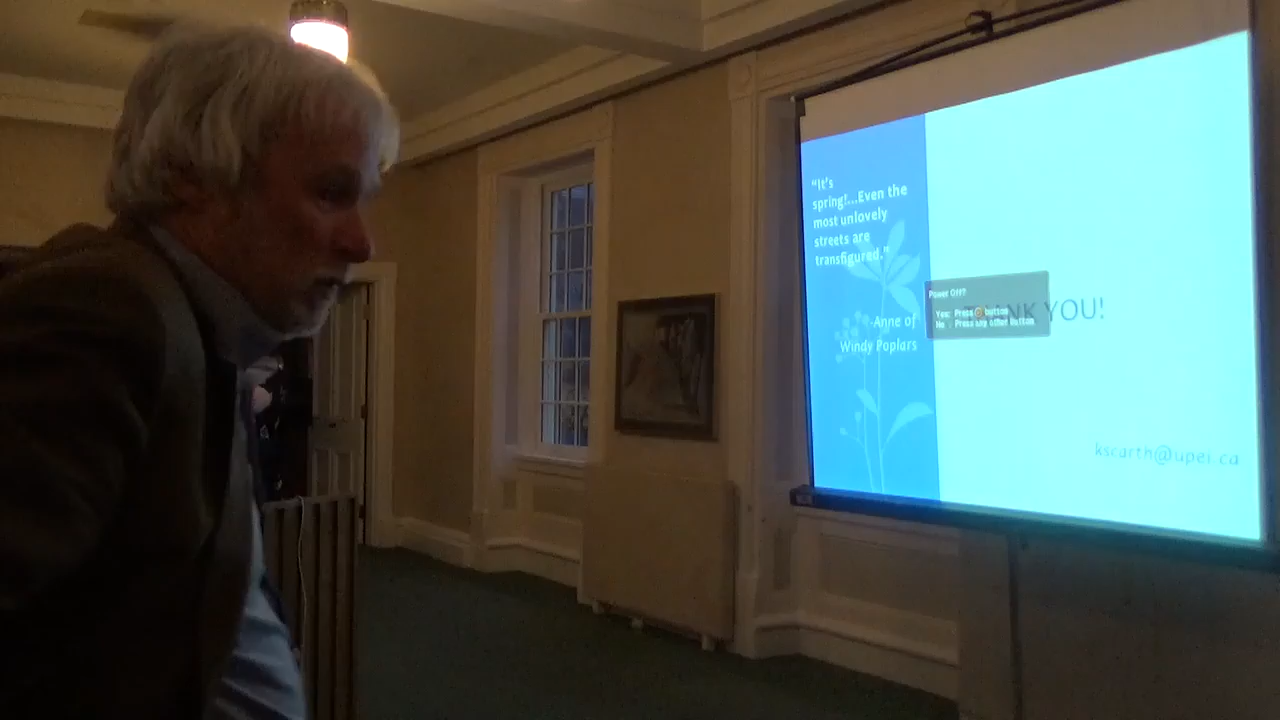 "It's
spring!...Even the
most unlovely
streets are
transfigured."
-Anne of
Windy Poplars
Power Off?
Yes: Press button
No : Press any other button
THANK YOU!
kscarth@upei.ca